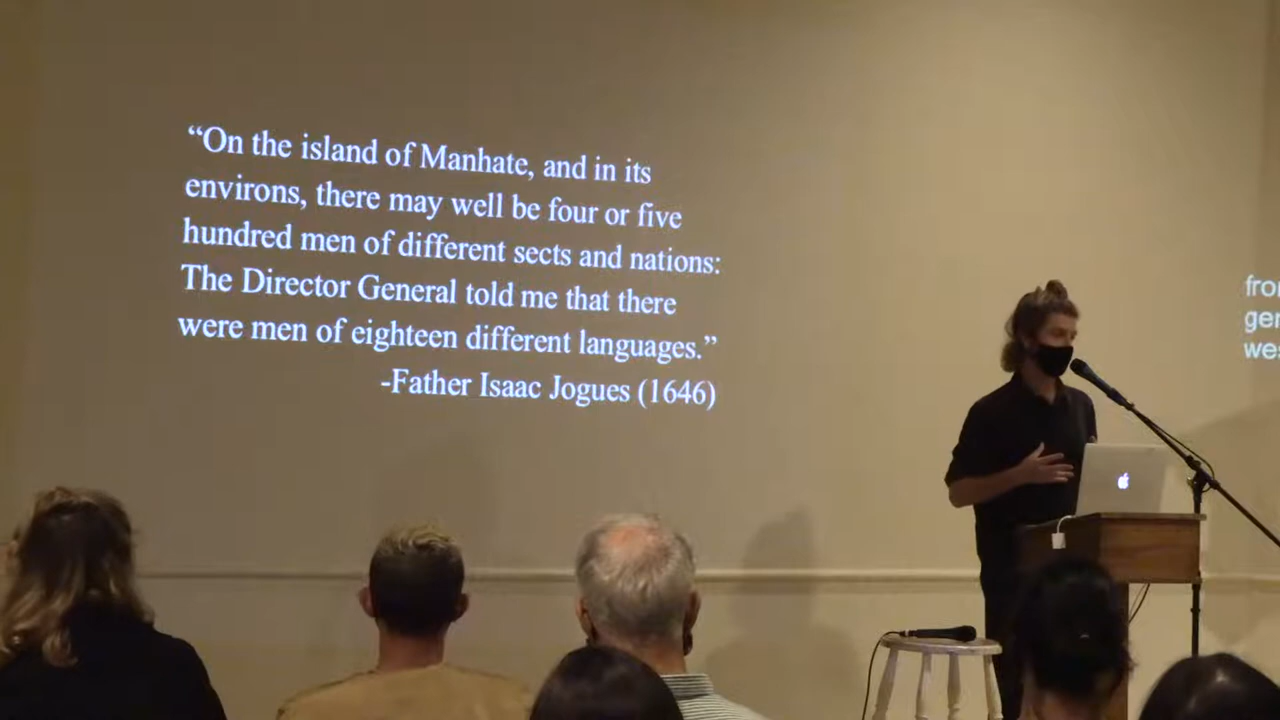 “On the island of Manhate, and in its
environs, there may well be four or five
hundred men of different sects and nations:
The Director General told me that there
were men of eighteen different languages.”
-Father Isaac Jogues (1646)